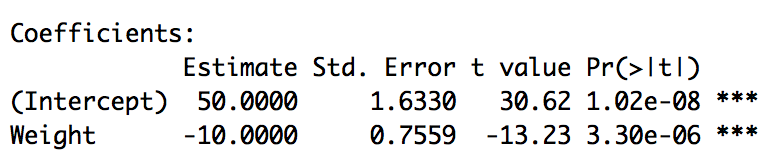 Coefficients:
Estimate Std. Error t value Pr(>|t|)
(Intercept) 50.0000 1.6330 30.62 1.02e-08 ***
Weight -10.0000 0.7559 -13.23 3.30e-06 ***